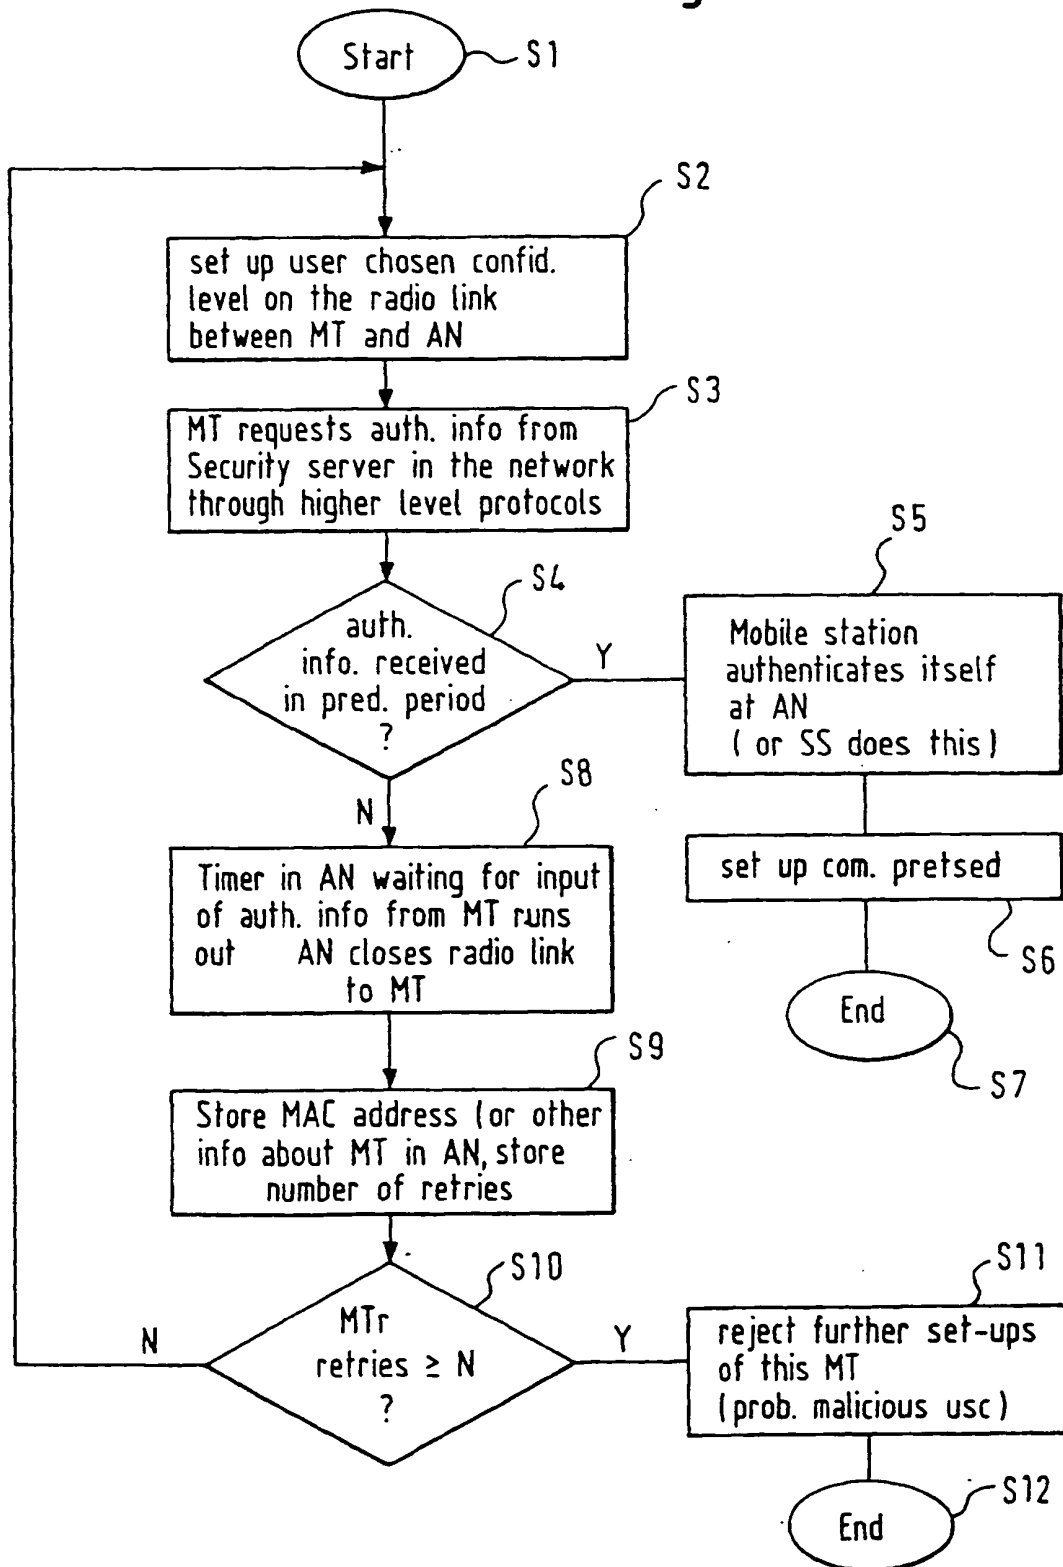 Start
S1
S2
set up user chosen confid.
level on the radio link
between MT and AN
S3
MT requests auth. info from
Security server in the network
through higher level protocols
S4
auth.
info. received
in pred. period
?
Y
N
S5
Mobile station
authenticates itself
at AN
( or SS does this )
set up com. pretsed
S6
End
S7
S8
Timer in AN waiting for input
of auth. info from MT runs
out AN closes radio link
to MT
S9
Store MAC address (or other
info about MT in AN, store
number of retries
S10
MTr
retries ≥ N
?
N
Y
S11
reject further set-ups
of this MT
(prob. malicious usc)
End
S12